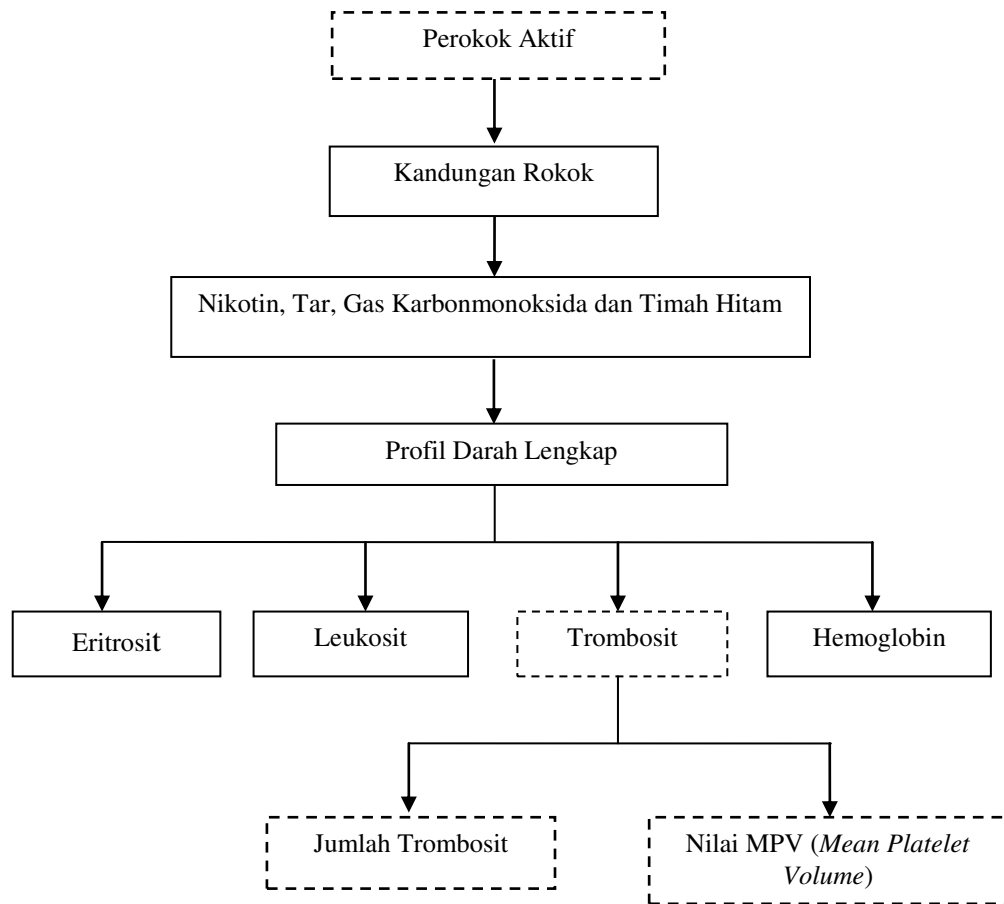 Perokok Aktif
Kandungan Rokok
Nikotin, Tar, Gas Karbonmonoksida dan Timah Hitam
Profil Darah Lengkap
Eritrosit
Leukosit
Trombosit
Hemoglobin
Jumlah Trombosit
Nilai MPV (Mean Platelet
Volume)